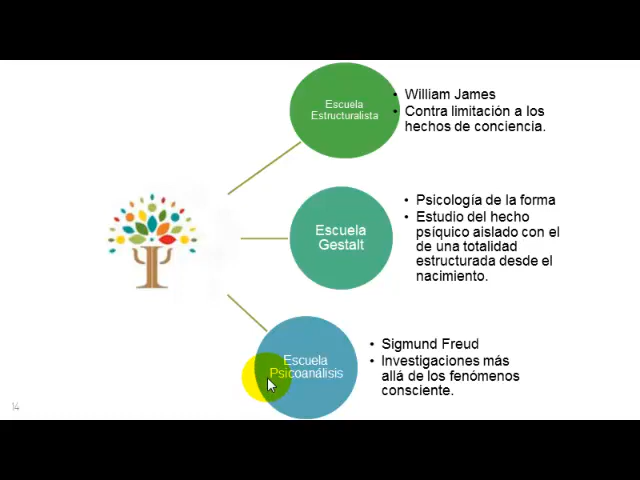 Escuela
Estructuralista
• William James
• Contra limitación a los
hechos de conciencia.
Escuela
Gestalt
• Psicología de la forma
• Estudio del hecho
psíquico aislado con el
de una totalidad
estructurada desde el
nacimiento.
Escuela
Psicoanálisis
• Sigmund Freud
• Investigaciones más
allá de los fenómenos
consciente.
14